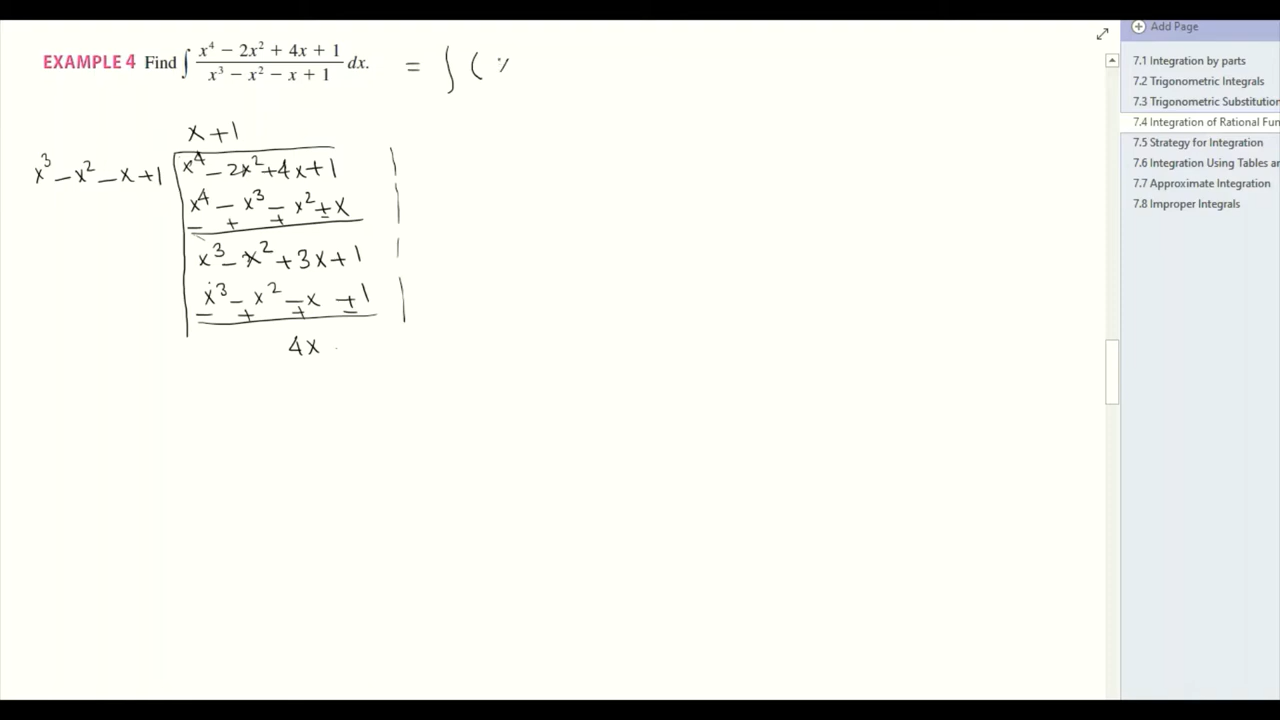 EXAMPLE 4 Find ∫ (x⁴ − 2x² + 4x + 1)/(x³ − x² − x + 1) dx. = ∫ ( x
x + 1
x³ − x² − x + 1 | x⁴ − 2x² + 4x + 1
x⁴ − x³ − x² + x
− + + −
x³ − x² + 3x + 1
x³ − x² − x + 1
− + + −
4x
Add Page
7.1 Integration by parts
7.2 Trigonometric Integrals
7.3 Trigonometric Substitutio
7.4 Integration of Rational Fun
7.5 Strategy for Integration
7.6 Integration Using Tables ar
7.7 Approximate Integration
7.8 Improper Integrals